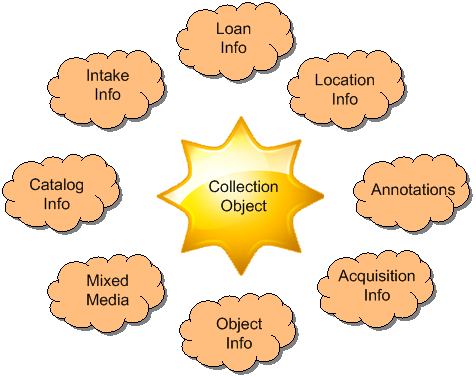 Loan
Info
Intake
Info
Location
Info
Catalog
Info
Collection
Object
Annotations
Mixed
Media
Acquisition
Info
Object
Info